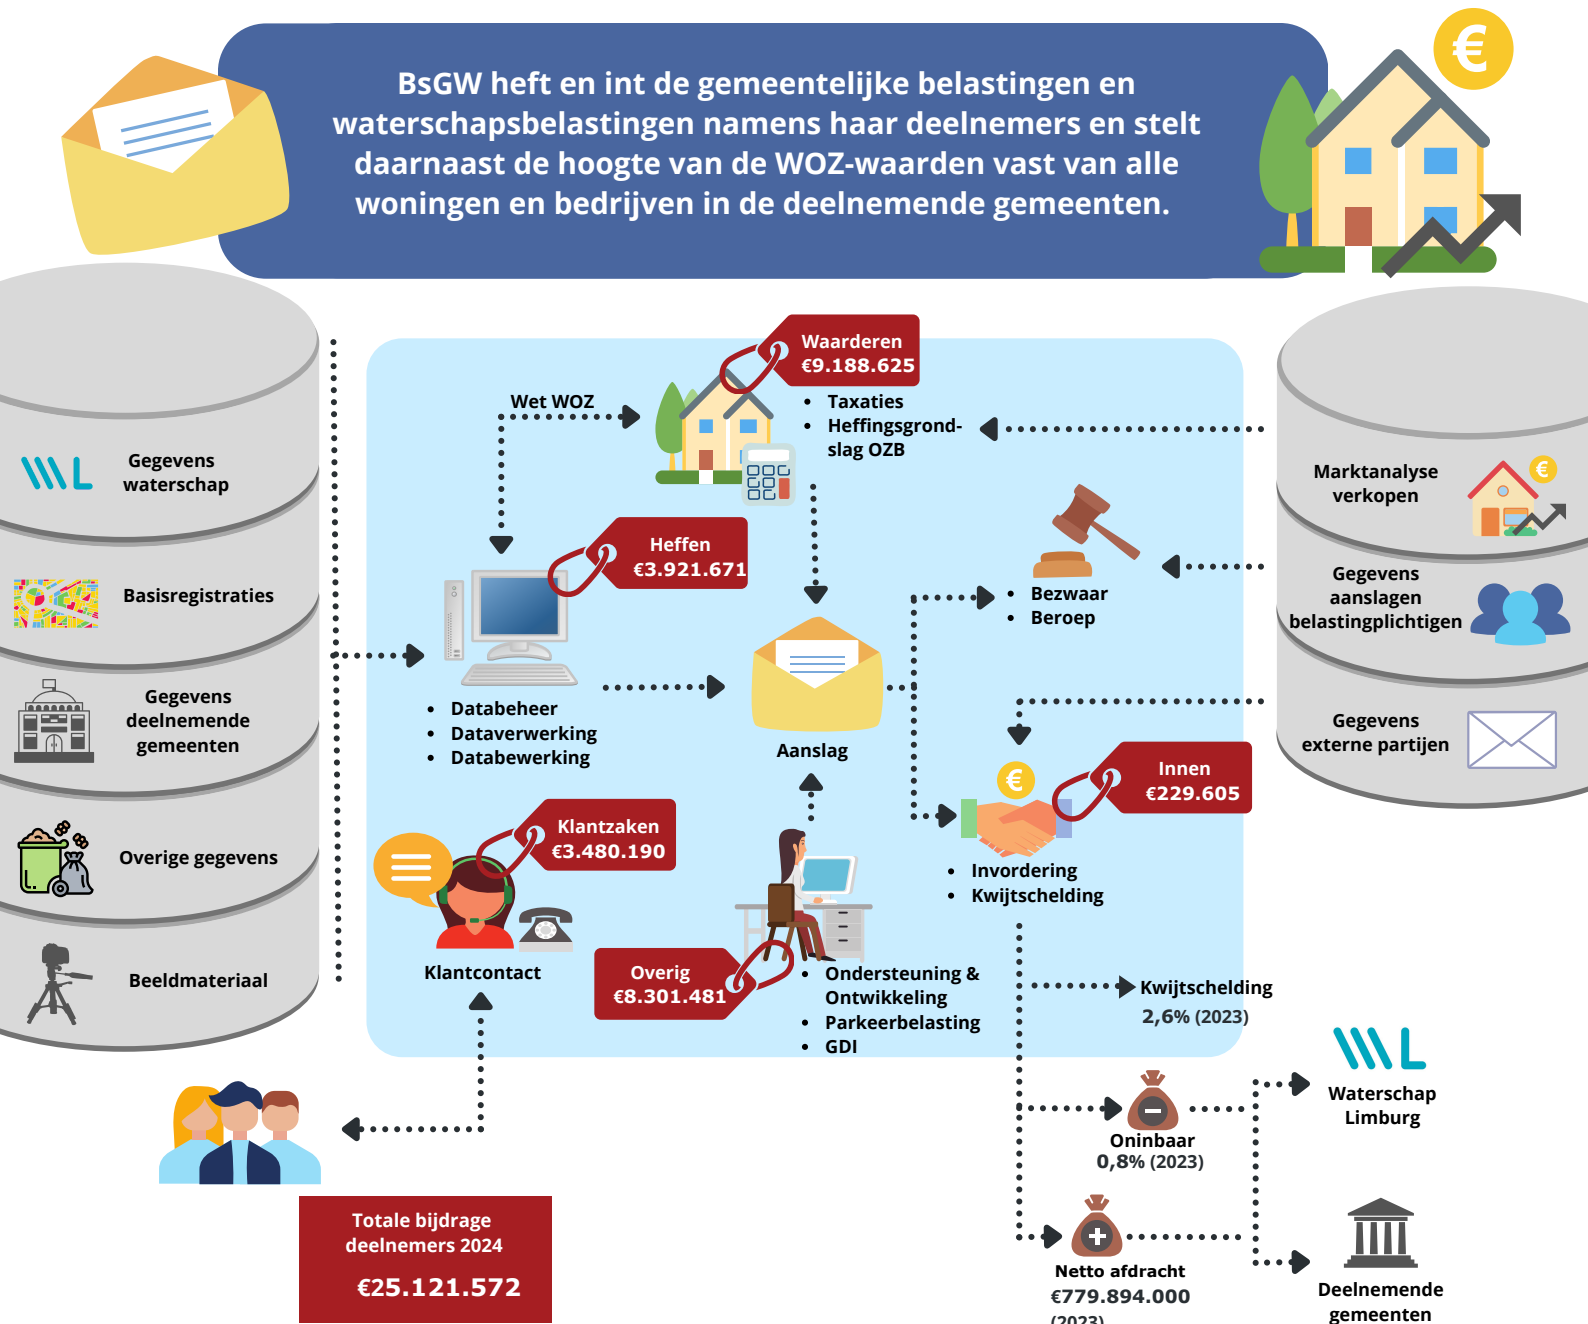 BsGW heft en int de gemeentelijke belastingen en
waterschapsbelastingen namens haar deelnemers en stelt
daarnaast de hoogte van de WOZ-waarden vast van alle
woningen en bedrijven in de deelnemende gemeenten.
Gegevens
waterschap
Basisregistraties
Gegevens
deelnemende
gemeenten
Overige gegevens
Beeldmateriaal
Wet WOZ
Waarderen
€9.188.625
• Taxaties
• Heffingsgrond-
slag OZB
Heffen
€3.921.671
• Databeheer
• Dataverwerking
• Databewerking
Aanslag
• Bezwaar
• Beroep
Innen
€229.605
• Invordering
• Kwijtschelding
Klantzaken
€3.480.190
Klantcontact
Overig
€8.301.481
• Ondersteuning &
Ontwikkeling
• Parkeerbelasting
• GDI
Marktanalyse
verkopen
Gegevens
aanslagen
belastingplichtigen
Gegevens
externe partijen
Kwijtschelding
2,6% (2023)
Oninbaar
0,8% (2023)
Netto afdracht
€779.894.000
(2023)
WL
Waterschap
Limburg
Deelnemende
gemeenten
Totale bijdrage
deelnemers 2024
€25.121.572